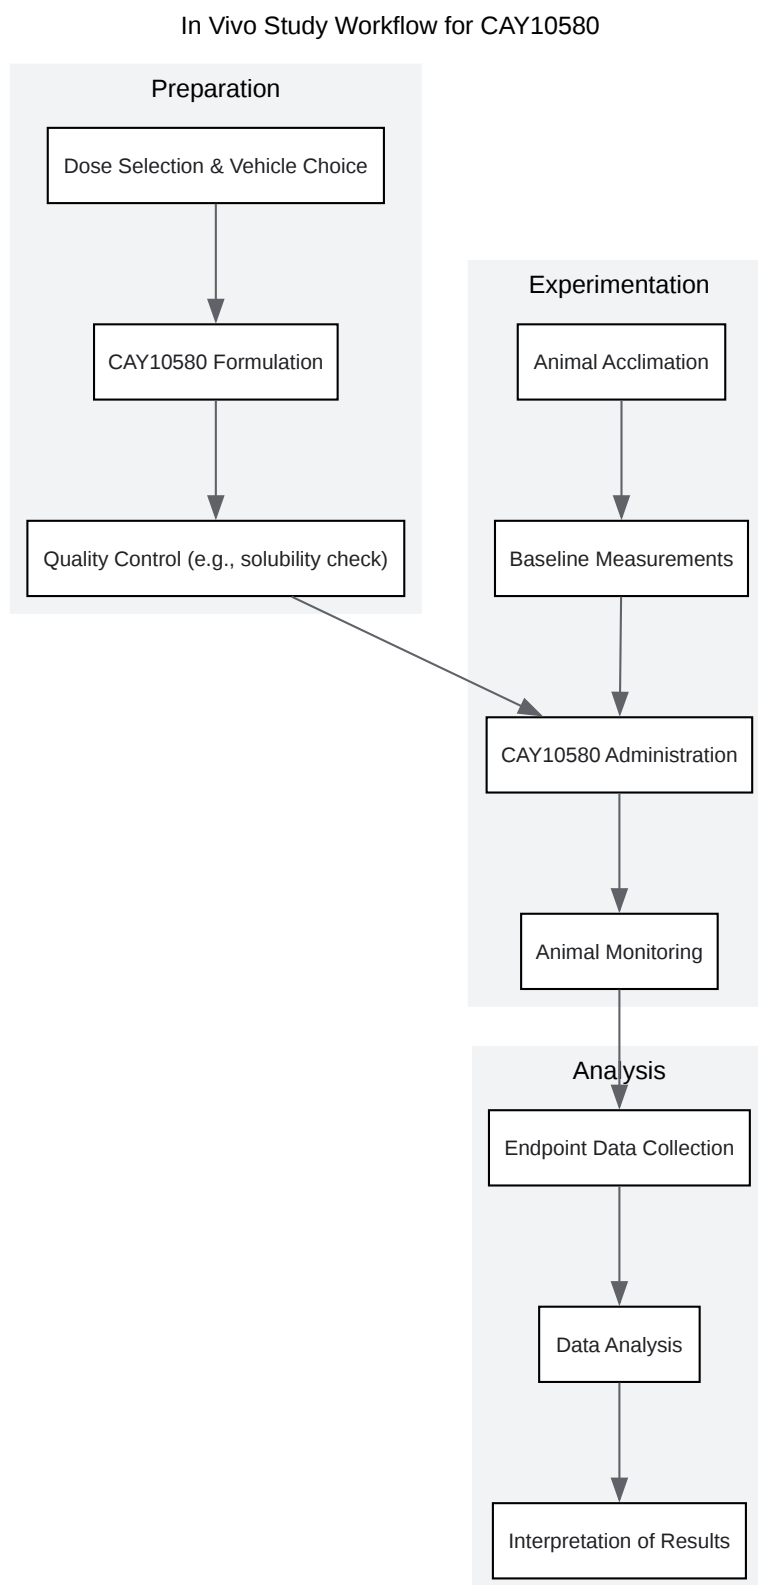 In Vivo Study Workflow for CAY10580
Preparation
Dose Selection & Vehicle Choice
CAY10580 Formulation
Quality Control (e.g., solubility check)
Experimentation
Animal Acclimation
Baseline Measurements
CAY10580 Administration
Animal Monitoring
Analysis
Endpoint Data Collection
Data Analysis
Interpretation of Results